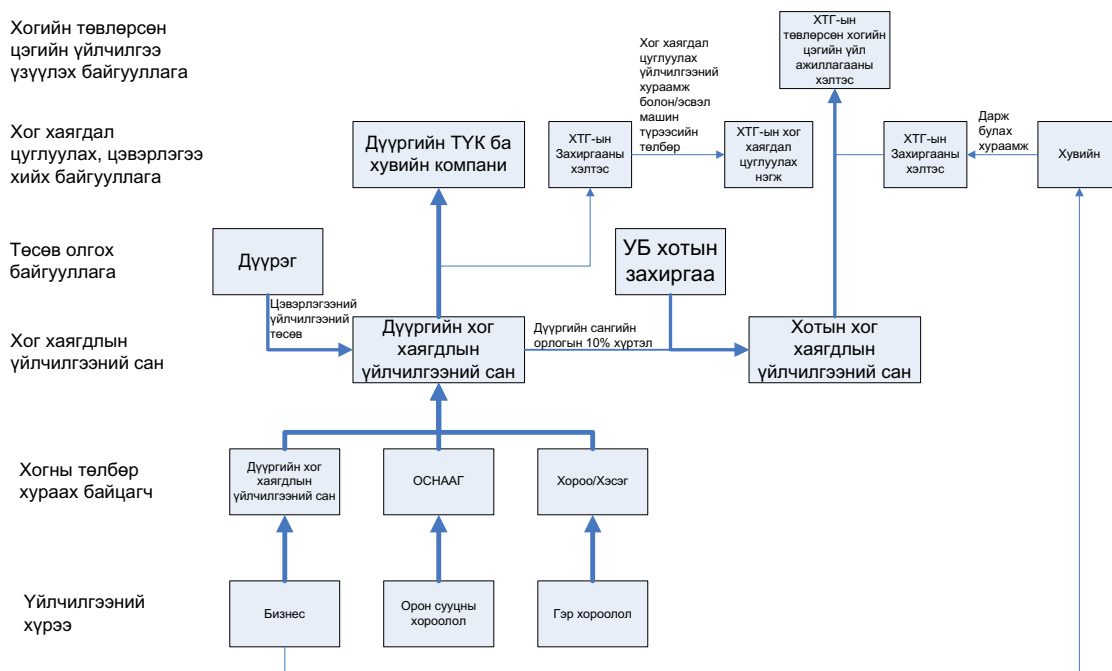 Хогийн төвлөрсөн
цэгийн үйлчилгээ
үзүүлэх байгууллага
Хог хаягдал
цуглуулах үйлчилгээний
хураамж
болон/эсвэл
машин
түрээсийн
төлбөр
ХТГ-ын
төвлөрсөн хогийн
цэгийн үйл
ажиллагааны
хэлтэс
Хог хаягдал
цуглуулах, цэвэрлэгээ
хийх байгууллага
Дүүргийн ТҮК ба
хувийн компани
ХТГ-ын
Захиргааны
хэлтэс
ХТГ-ын хог
хаягдал
цуглуулах
нэгж
ХТГ-ын
Захиргааны
хэлтэс
Дарж
булах
хураамж
Хувийн
Төсөв олгох
байгууллага
Дүүрэг
УБ хотын
захиргаа
Цэвэрлэгээний
үйлчилгээний
төсөв
Хог хаягдлын
үйлчилгээний сан
Дүүргийн хог
хаягдлын
үйлчилгээний сан
Дүүргийн сангийн
орлогын 10% хүртэл
Хотын хог
хаягдлын
үйлчилгээний сан
Хогны төлбөр
хураах байцагч
Дүүргийн хог
хаягдлын
үйлчилгээний сан
ОСНААГ
Хороо/Хэсэг
Үйлчилгээний
хүрээ
Бизнес
Орон сууцны
хороолол
Гэр хороолол